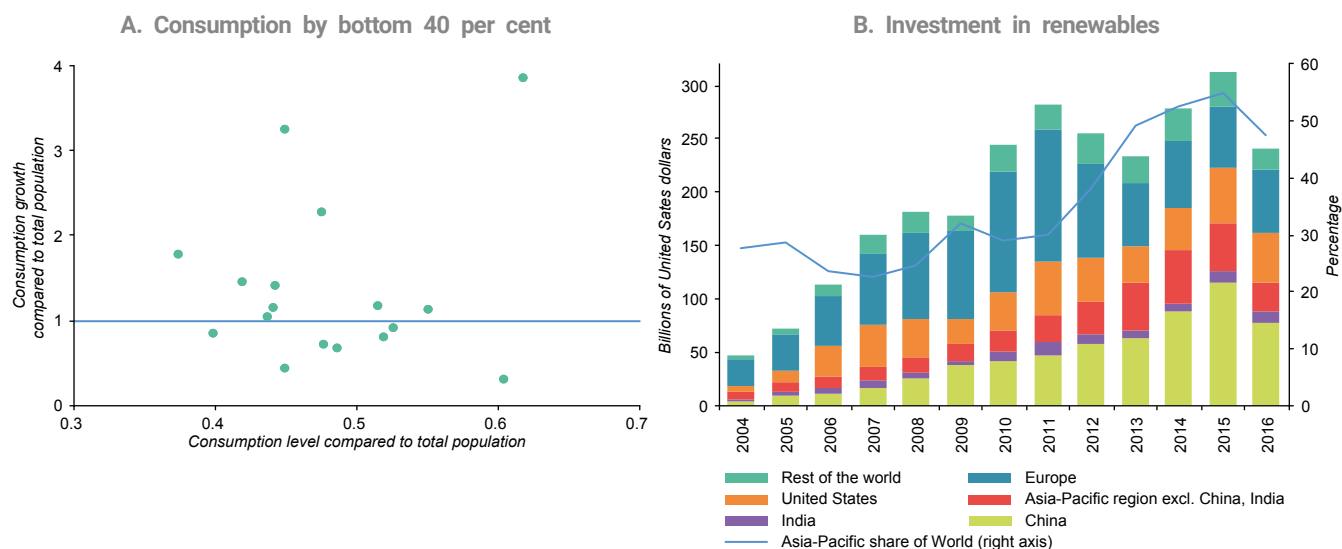 A. Consumption by bottom 40 per cent
4
3
2
1
0
Consumption growth
compared to total population
0.3
0.4
0.5
0.6
0.7
Consumption level compared to total population
B. Investment in renewables
300
250
200
150
100
50
0
Billions of United Sates dollars
60
50
40
30
20
10
0
Percentage
2004
2005
2006
2007
2008
2009
2010
2011
2012
2013
2014
2015
2016
Rest of the world
Europe
United States
Asia-Pacific region excl. China, India
India
China
Asia-Pacific share of World (right axis)